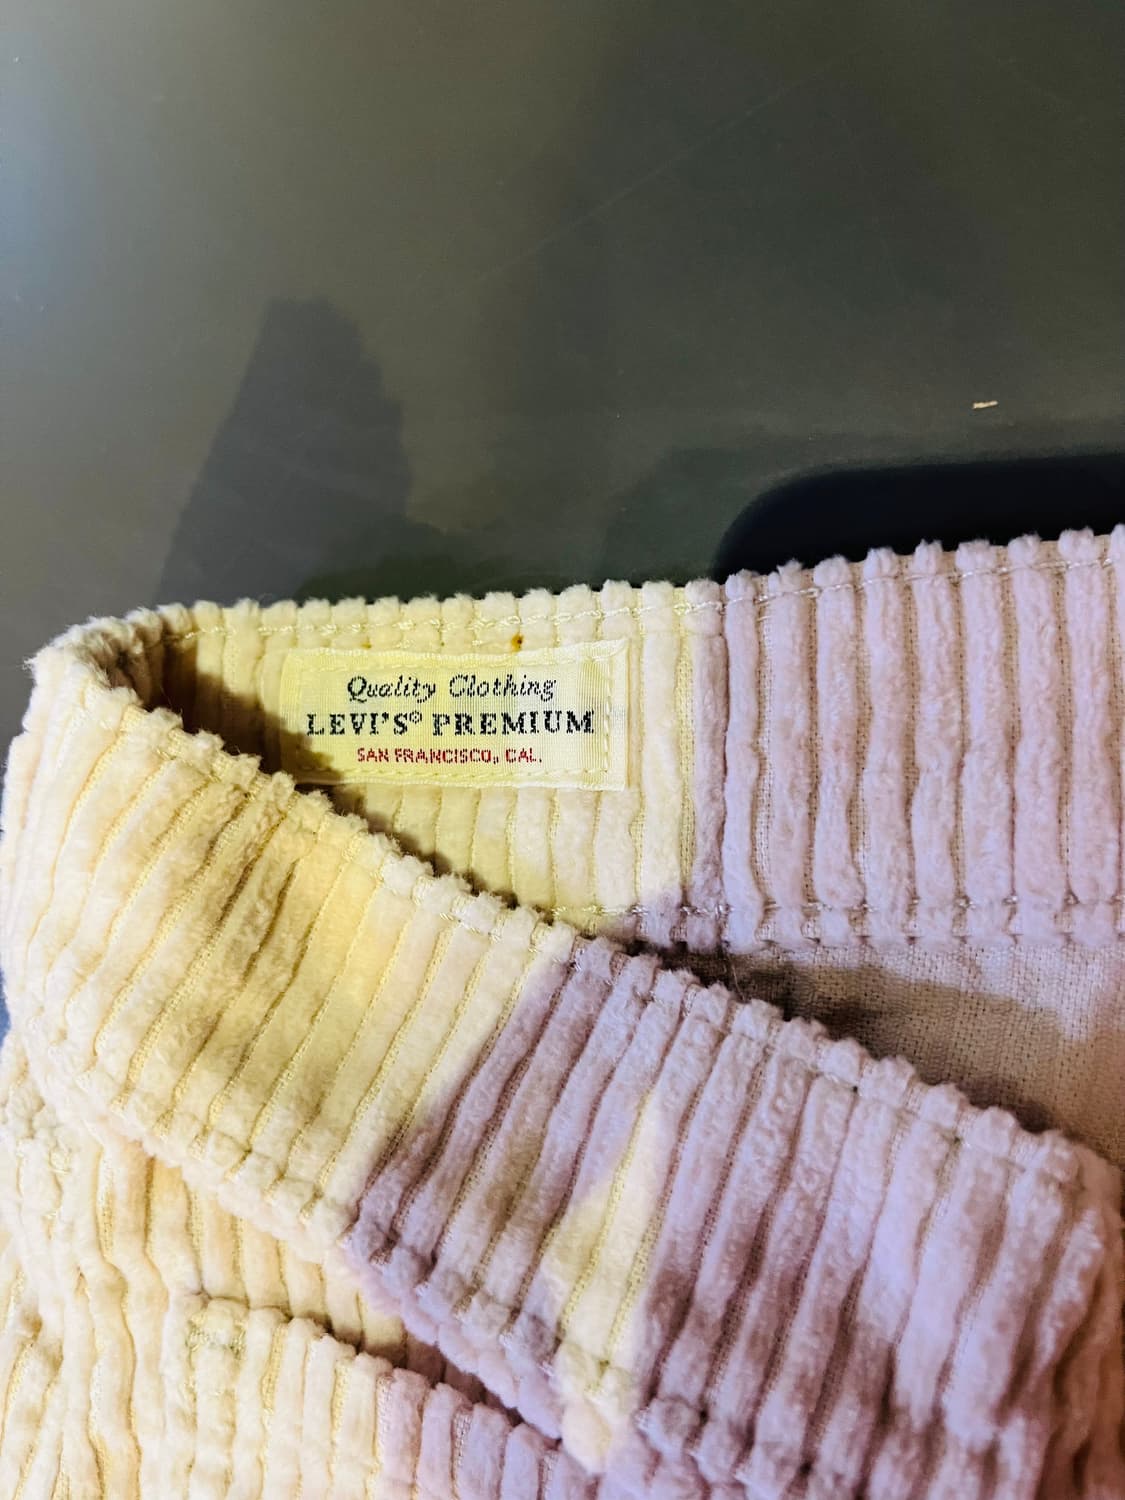 Quality Clothing
LEVI'S® PREMIUM
SAN FRANCISCO, CAL.